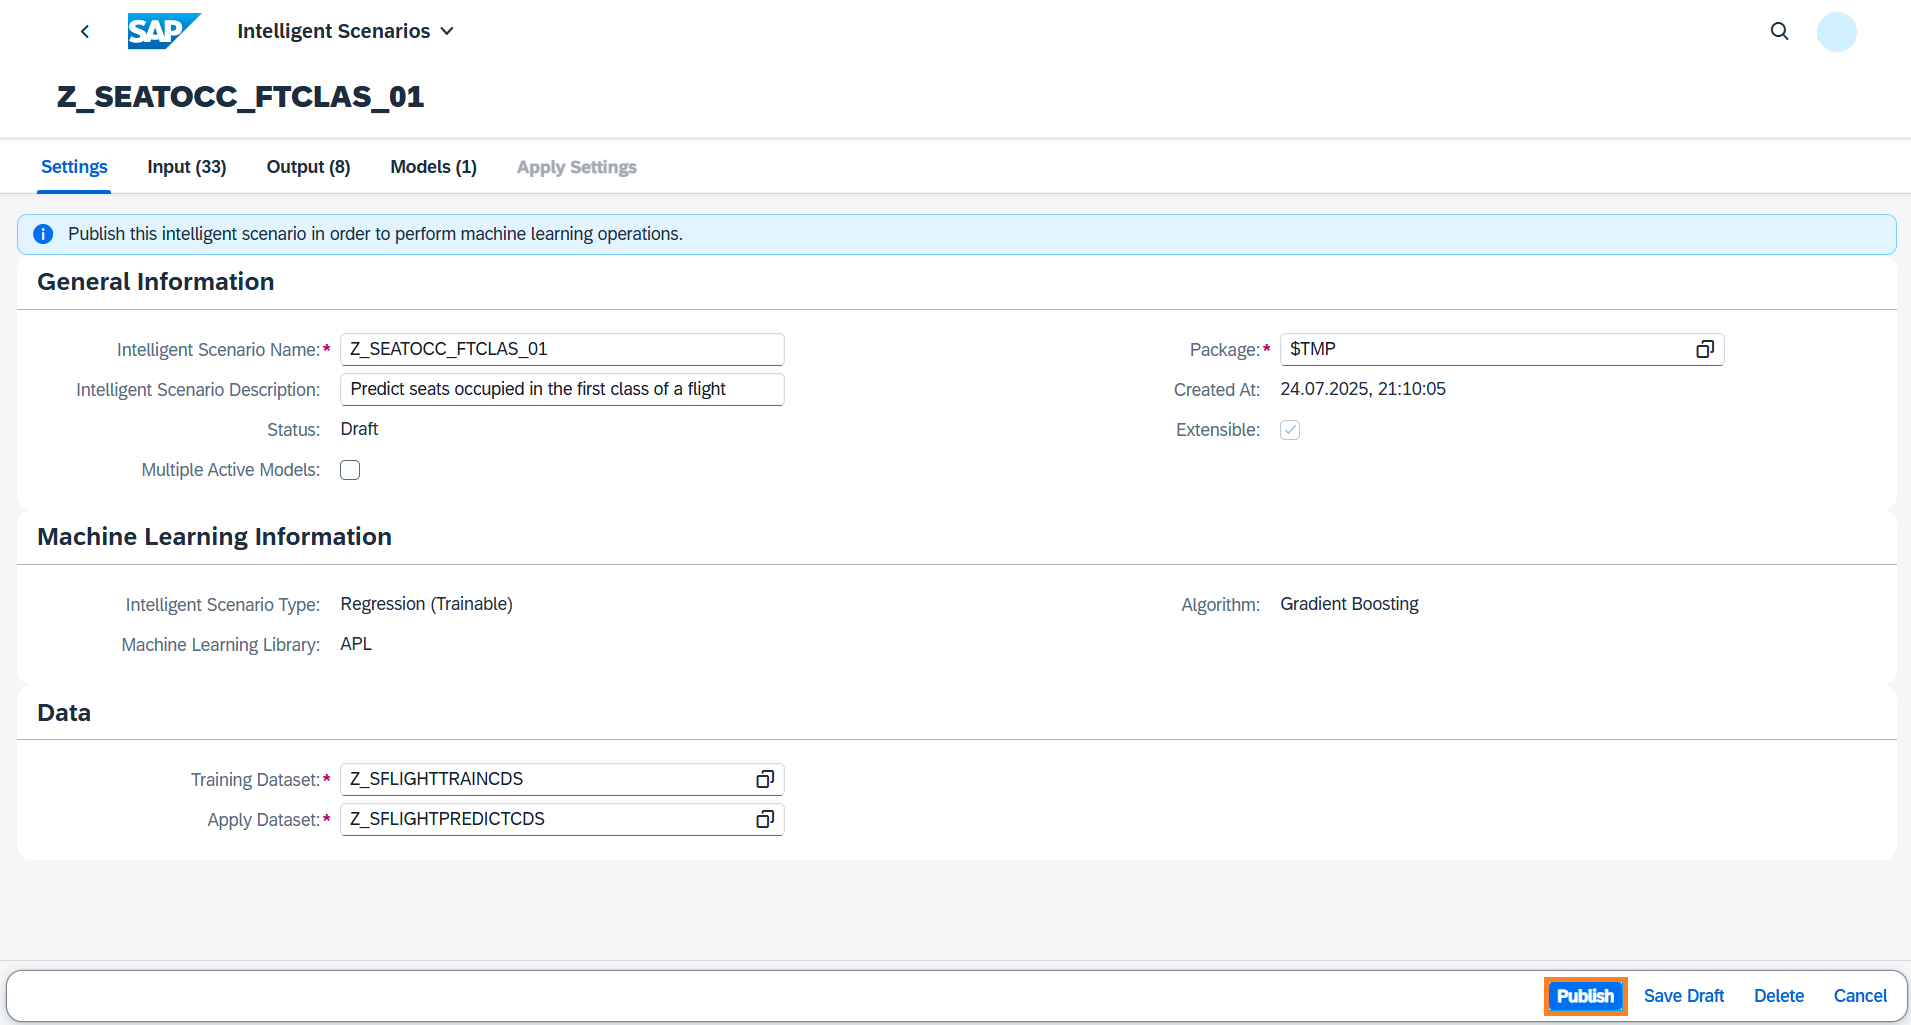 SAP Intelligent Scenarios
Z_SEATOCC_FTCLAS_01
Settings Input (33) Output (8) Models (1) Apply Settings
Publish this intelligent scenario in order to perform machine learning operations.
General Information
Intelligent Scenario Name:* Z_SEATOCC_FTCLAS_01 Package:* $TMP
Intelligent Scenario Description: Predict seats occupied in the first class of a flight Created At: 24.07.2025, 21:10:05
Status: Draft Extensible:
Multiple Active Models:
Machine Learning Information
Intelligent Scenario Type: Regression (Trainable) Algorithm: Gradient Boosting
Machine Learning Library: APL
Data
Training Dataset:* Z_SFLIGHTTRAINCDS
Apply Dataset:* Z_SFLIGHTPREDICTCDS
Publish Save Draft Delete Cancel